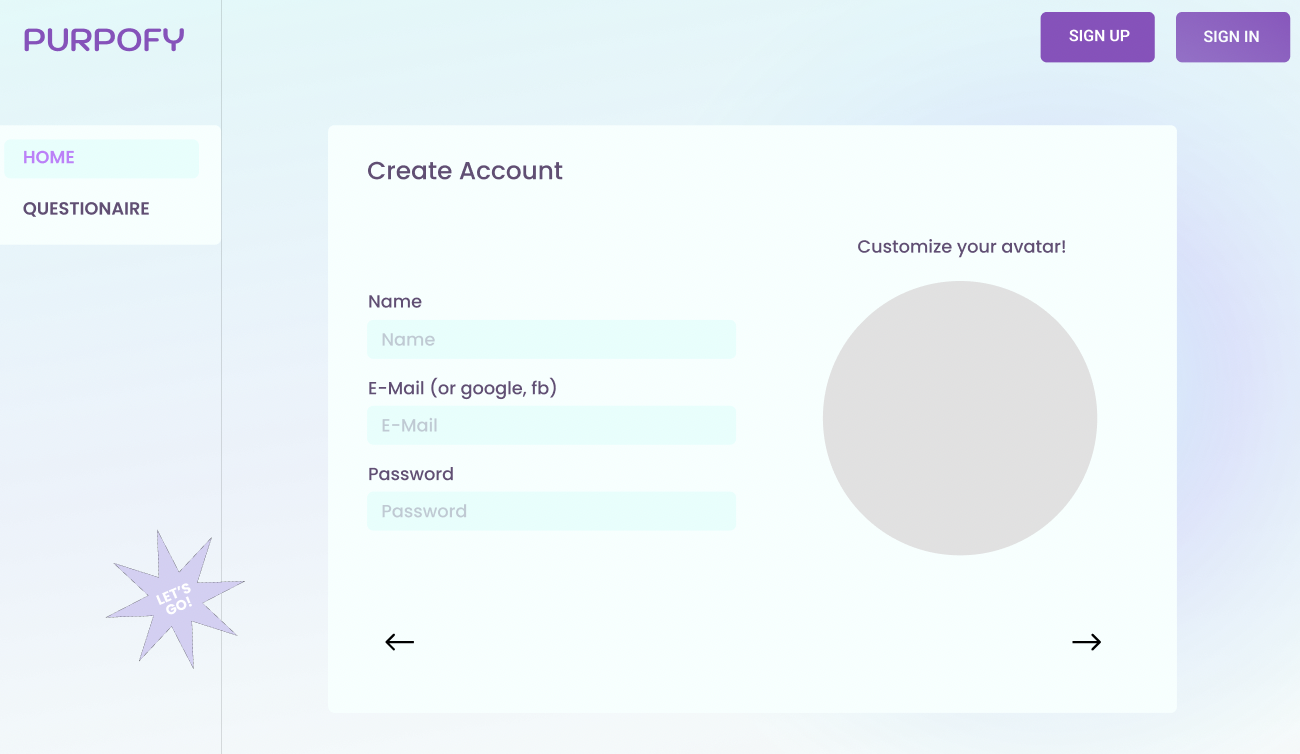 PURPOFY
SIGN UP
SIGN IN
HOME
QUESTIONAIRE
Create Account
Customize your avatar!
Name
Name
E-Mail (or google, fb)
E-Mail
Password
Password
LET'S
GO!